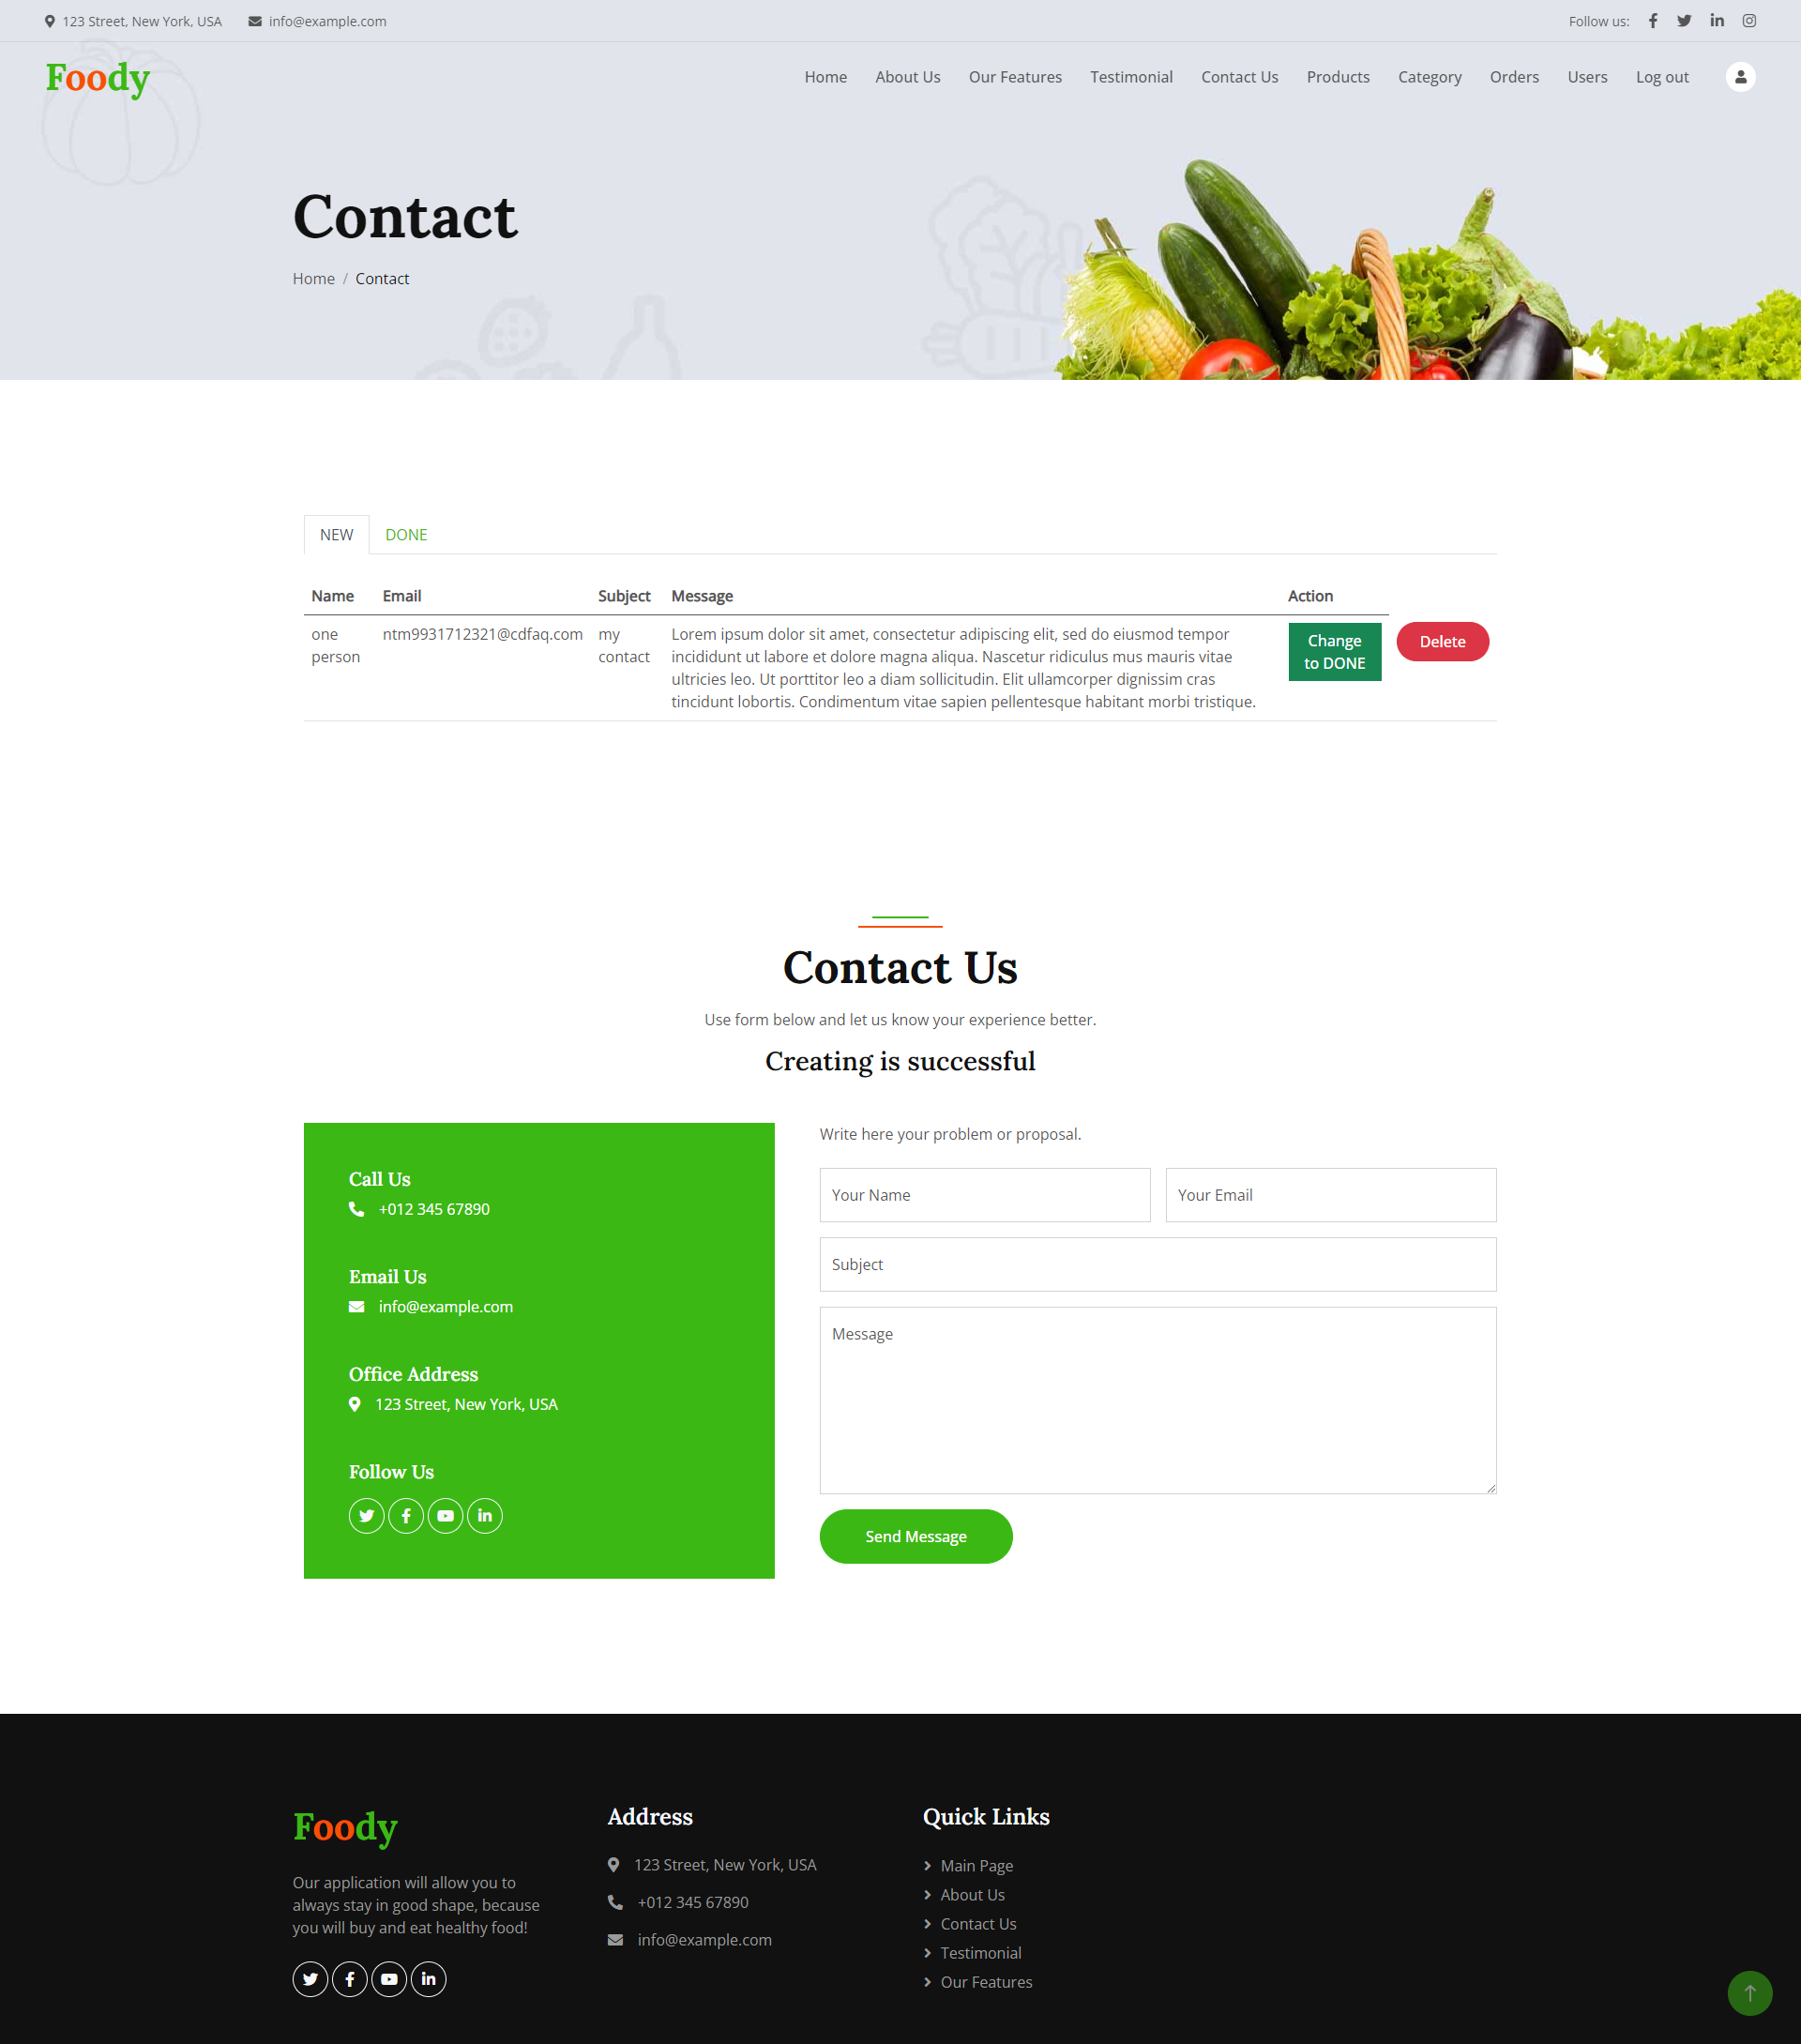 123 Street, New York, USA info@example.com Follow us:
Foody Home About Us Our Features Testimonial Contact Us Products Category Orders Users Log out
Contact
Home / Contact
NEW DONE
Name Email Subject Message Action
one person ntm9931712321@cdfaq.com my contact Lorem ipsum dolor sit amet, consectetur adipiscing elit, sed do eiusmod tempor
incididunt ut labore et dolore magna aliqua. Nascetur ridiculus mus mauris vitae
ultricies leo. Ut porttitor leo a diam sollicitudin. Elit ullamcorper dignissim cras
tincidunt lobortis. Condimentum vitae sapien pellentesque habitant morbi tristique.
Change
to DONE
Delete
Contact Us
Use form below and let us know your experience better.
Creating is successful
Call Us
+012 345 67890
Email Us
info@example.com
Office Address
123 Street, New York, USA
Follow Us
Write here your problem or proposal.
Your Name Your Email
Subject
Message
Send Message
Foody
Our application will allow you to
always stay in good shape, because
you will buy and eat healthy food!
Address
123 Street, New York, USA
+012 345 67890
info@example.com
Quick Links
Main Page
About Us
Contact Us
Testimonial
Our Features